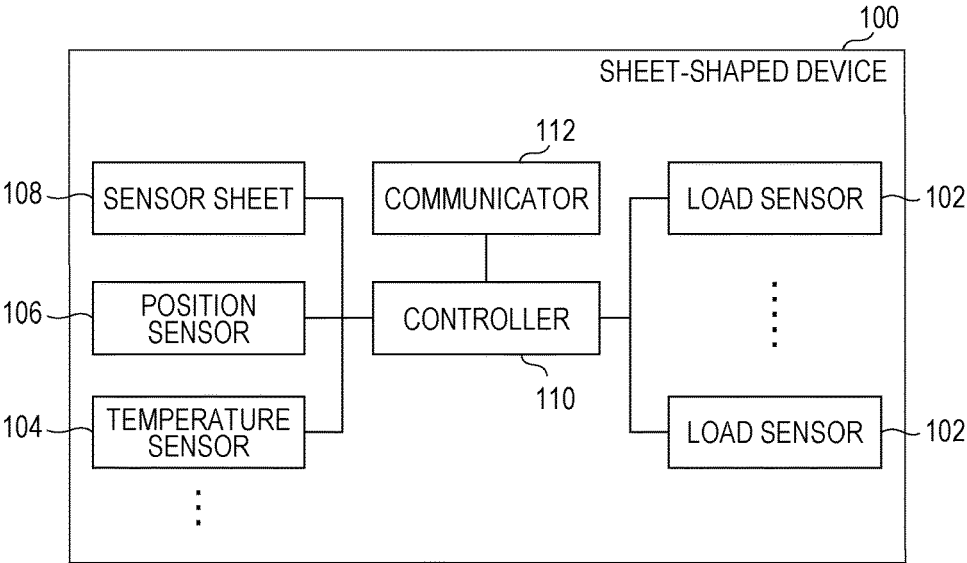 100
SHEET-SHAPED DEVICE
112
108
SENSOR SHEET
COMMUNICATOR
LOAD SENSOR
102
106
POSITION
SENSOR
CONTROLLER
110
104
TEMPERATURE
SENSOR
LOAD SENSOR
102